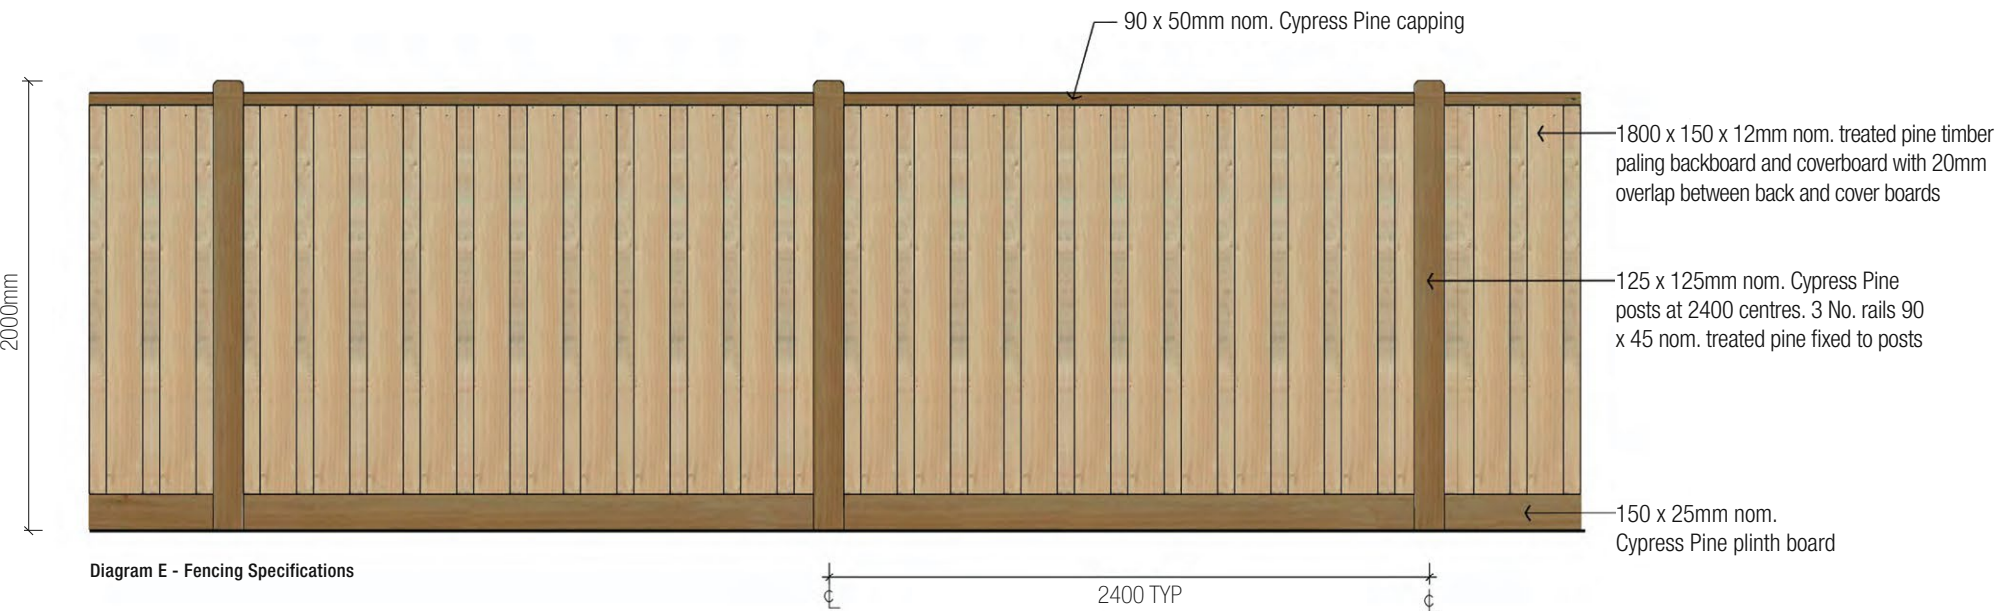 90 x 50mm nom. Cypress Pine capping
1800 x 150 x 12mm nom. treated pine timber
paling backboard and coverboard with 20mm
overlap between back and cover boards
2000mm
125 x 125mm nom. Cypress Pine
posts at 2400 centres. 3 No. rails 90
x 45 nom. treated pine fixed to posts
150 x 25mm nom.
Cypress Pine plinth board
Diagram E - Fencing Specifications
2400 TYP
℄ ℄